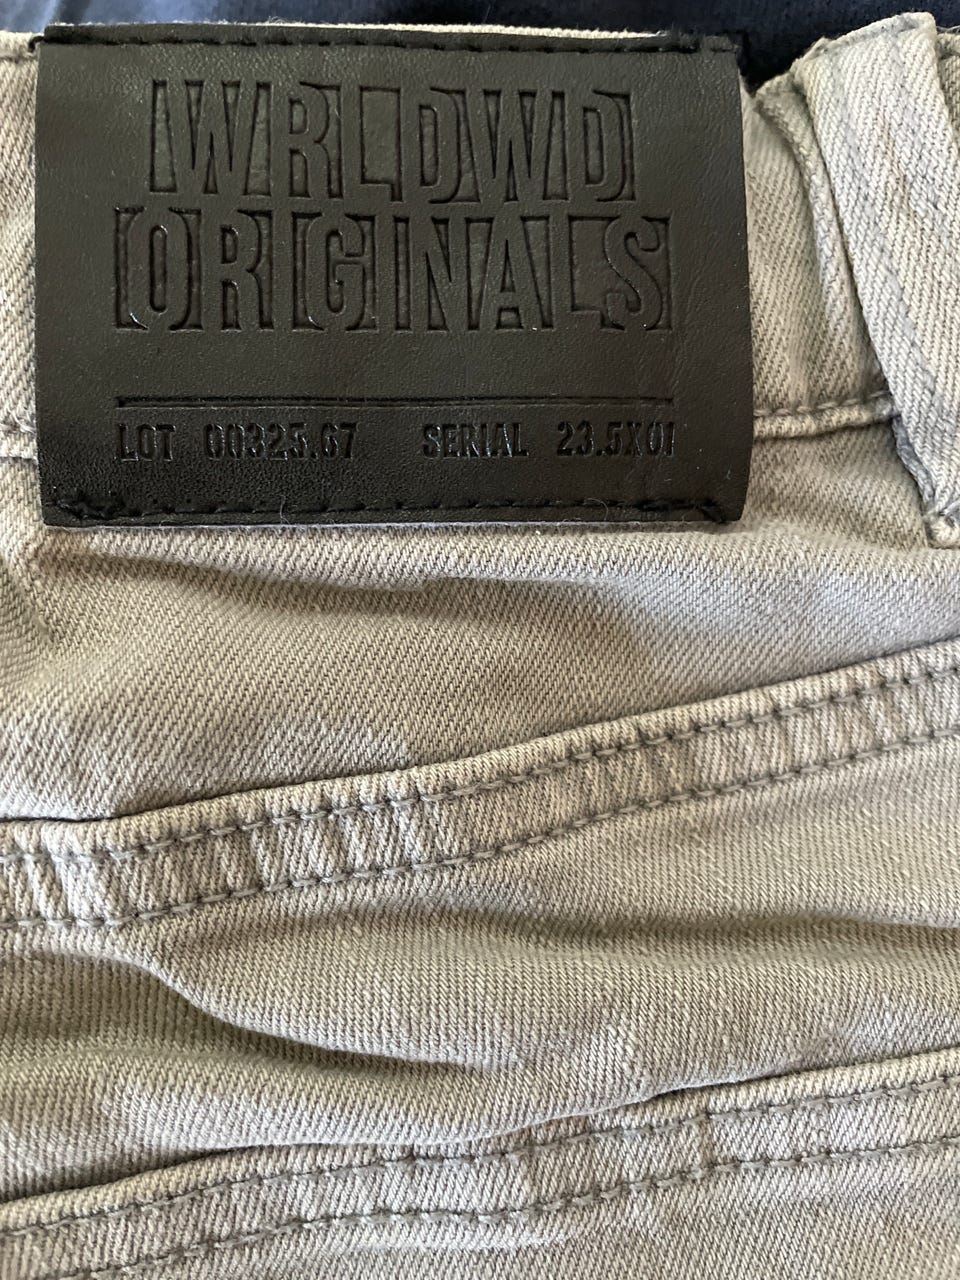 WRLDWD
ORIGINALS
LOT 00325.67 SERIAL 23.5X01